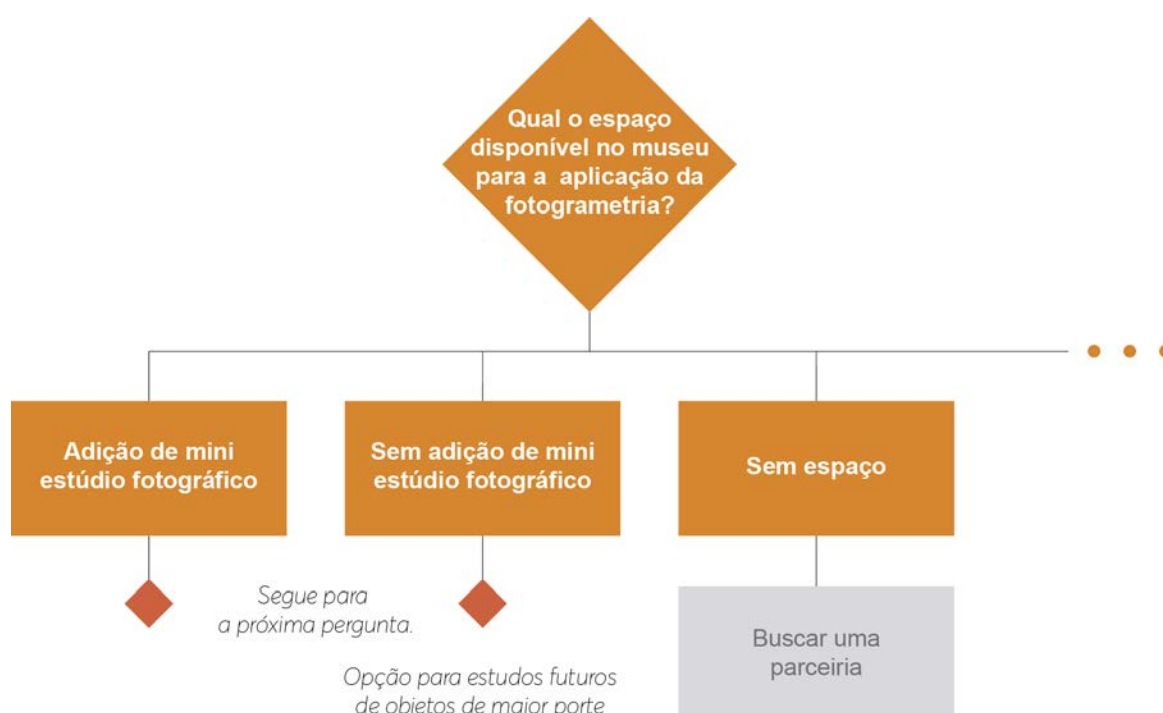 Qual o espaço
disponível no museu
para a aplicação da
fotogrametria?
Adição de mini
estúdio fotográfico
Sem adição de mini
estúdio fotográfico
Sem espaço
Segue para
a próxima pergunta.
Opção para estudos futuros
de objetos de maior porte
Buscar uma
parceiria